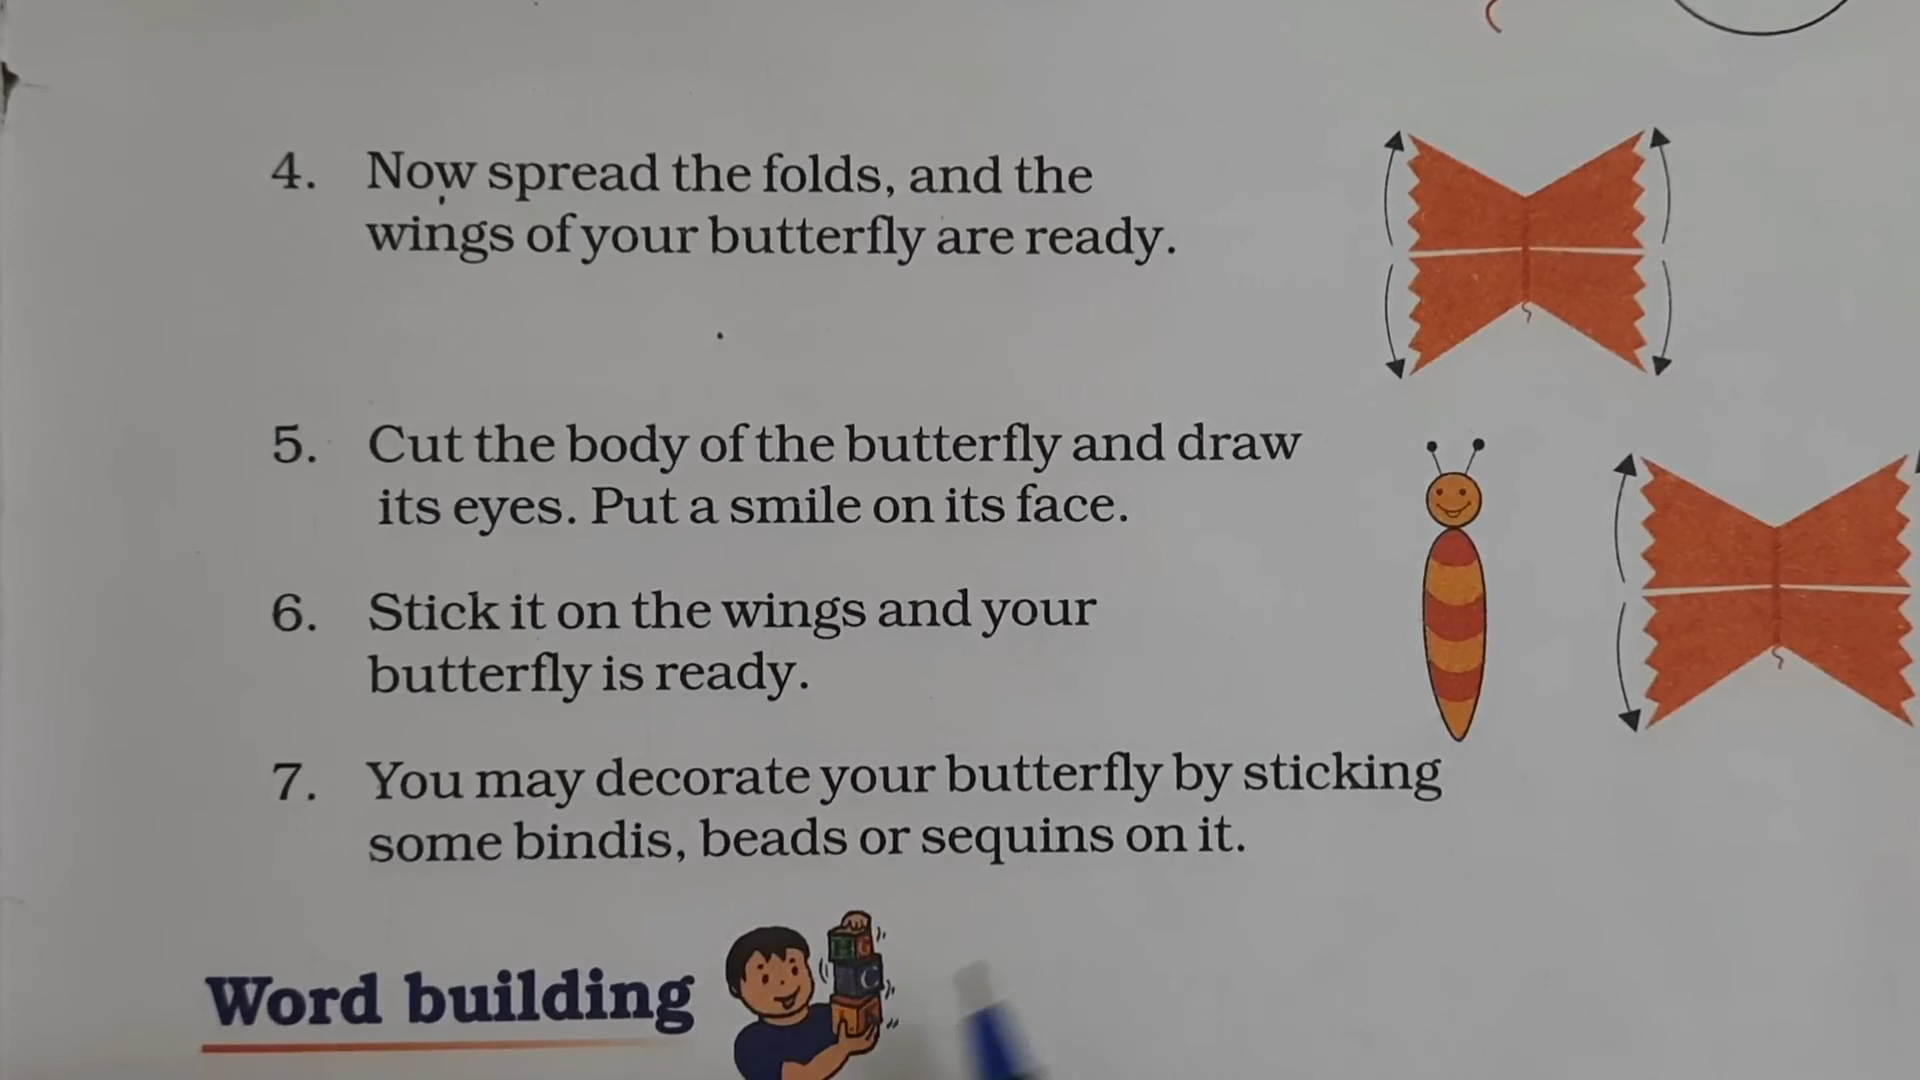 4. Now spread the folds, and the
wings of your butterfly are ready.
5. Cut the body of the butterfly and draw
its eyes. Put a smile on its face.
6. Stick it on the wings and your
butterfly is ready.
7. You may decorate your butterfly by sticking
some bindis, beads or sequins on it.
Word building